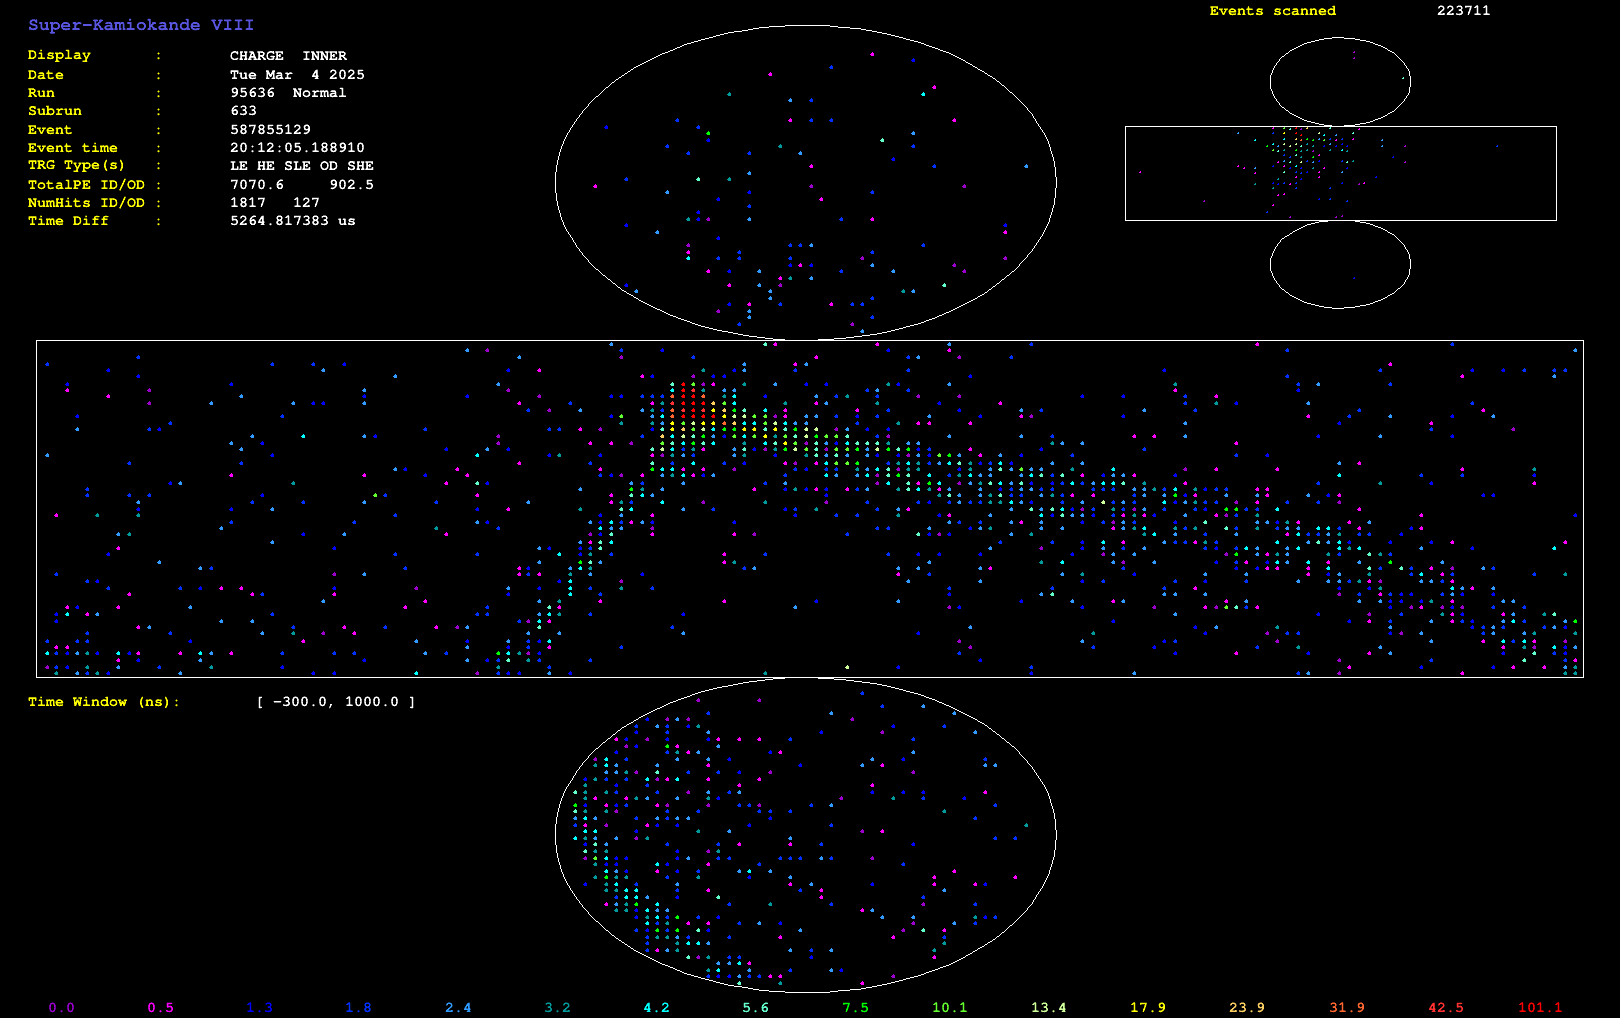 Super-Kamiokande VIII
Events scanned 223711
Display : CHARGE INNER
Date : Tue Mar 4 2025
Run : 95636 Normal
Subrun : 633
Event : 587855129
Event time : 20:12:05.188910
TRG Type(s) : LE HE SLE OD SHE
TotalPE ID/OD : 7070.6 902.5
NumHits ID/OD : 1817 127
Time Diff : 5264.817383 us
Time Window (ns): [ -300.0, 1000.0 ]
0.0 0.5 1.3 1.8 2.4 3.2 4.2 5.6 7.5 10.1 13.4 17.9 23.9 31.9 42.5 101.1